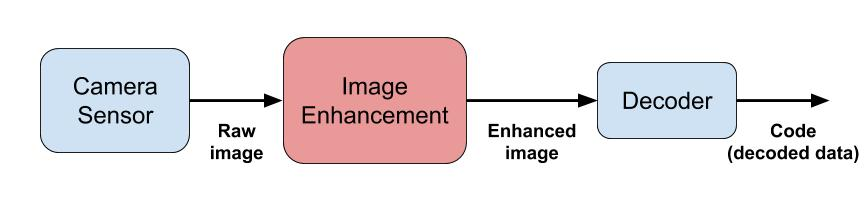 Camera
Sensor
Raw
image
Image
Enhancement
Enhanced
image
Decoder
Code
(decoded data)